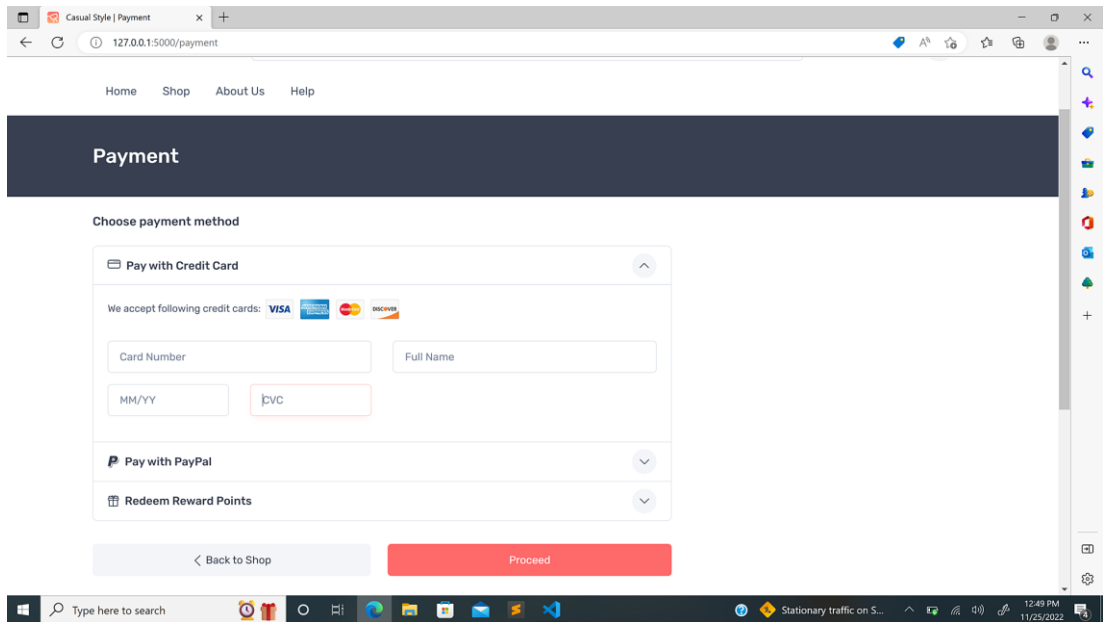 Casual Style | Payment
127.0.0.1:5000/payment
Home Shop About Us Help
Payment
Choose payment method
Pay with Credit Card
We accept following credit cards: VISA DISCOVER
Card Number Full Name
MM/YY CVC
Pay with PayPal
Redeem Reward Points
Back to Shop Proceed
Type here to search Stationary traffic on S... 12:49 PM
11/25/2022